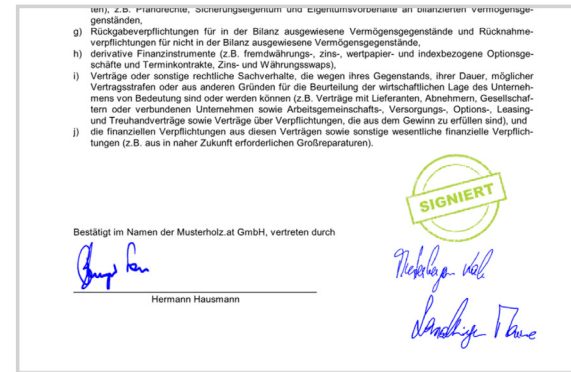 ten), z.B. Pfandrechte, Sicherungseigentum und Eigentumsvorbehalte an bilanzierten Vermögensge-
genständen,
g) Rückgabeverpflichtungen für in der Bilanz ausgewiesene Vermögensgegenstände und Rücknahme-
verpflichtungen für nicht in der Bilanz ausgewiesene Vermögensgegenstände,
h) derivative Finanzinstrumente (z.B. fremdwährungs-, zins-, wertpapier- und indexbezogene Optionsge-
schäfte und Terminkontrakte, Zins- und Währungsswaps),
i) Verträge oder sonstige rechtliche Sachverhalte, die wegen ihres Gegenstands, ihrer Dauer, möglicher
Vertragsstrafen oder aus anderen Gründen für die Beurteilung der wirtschaftlichen Lage des Unterneh-
mens von Bedeutung sind oder werden können (z.B. Verträge mit Lieferanten, Abnehmern, Gesellschaf-
tern oder verbundenen Unternehmen sowie Arbeitsgemeinschafts-, Versorgungs-, Options-, Leasing-
und Treuhandverträge sowie Verträge über Verpflichtungen, die aus dem Gewinn zu erfüllen sind), und
j) die finanziellen Verpflichtungen aus diesen Verträgen sowie sonstige wesentliche finanzielle Verpflich-
tungen (z.B. aus in naher Zukunft erforderlichen Großreparaturen).
SIGNIERT
Bestätigt im Namen der Musterholz.at GmbH, vertreten durch
Hermann Hausmann